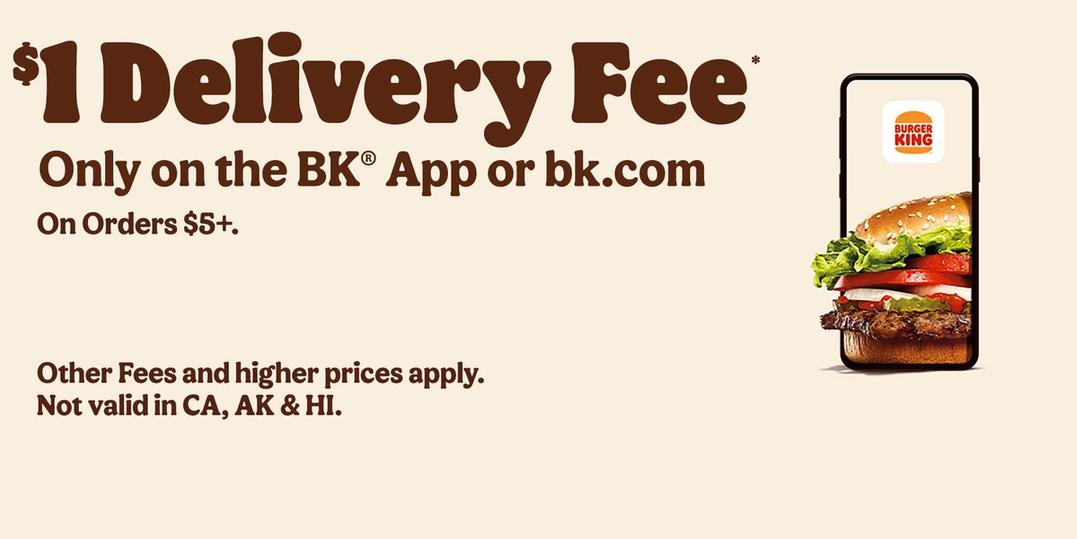 $1 Delivery Fee*
Only on the BK® App or bk.com
On Orders $5+.
BURGER
KING
Other Fees and higher prices apply.
Not valid in CA, AK & HI.